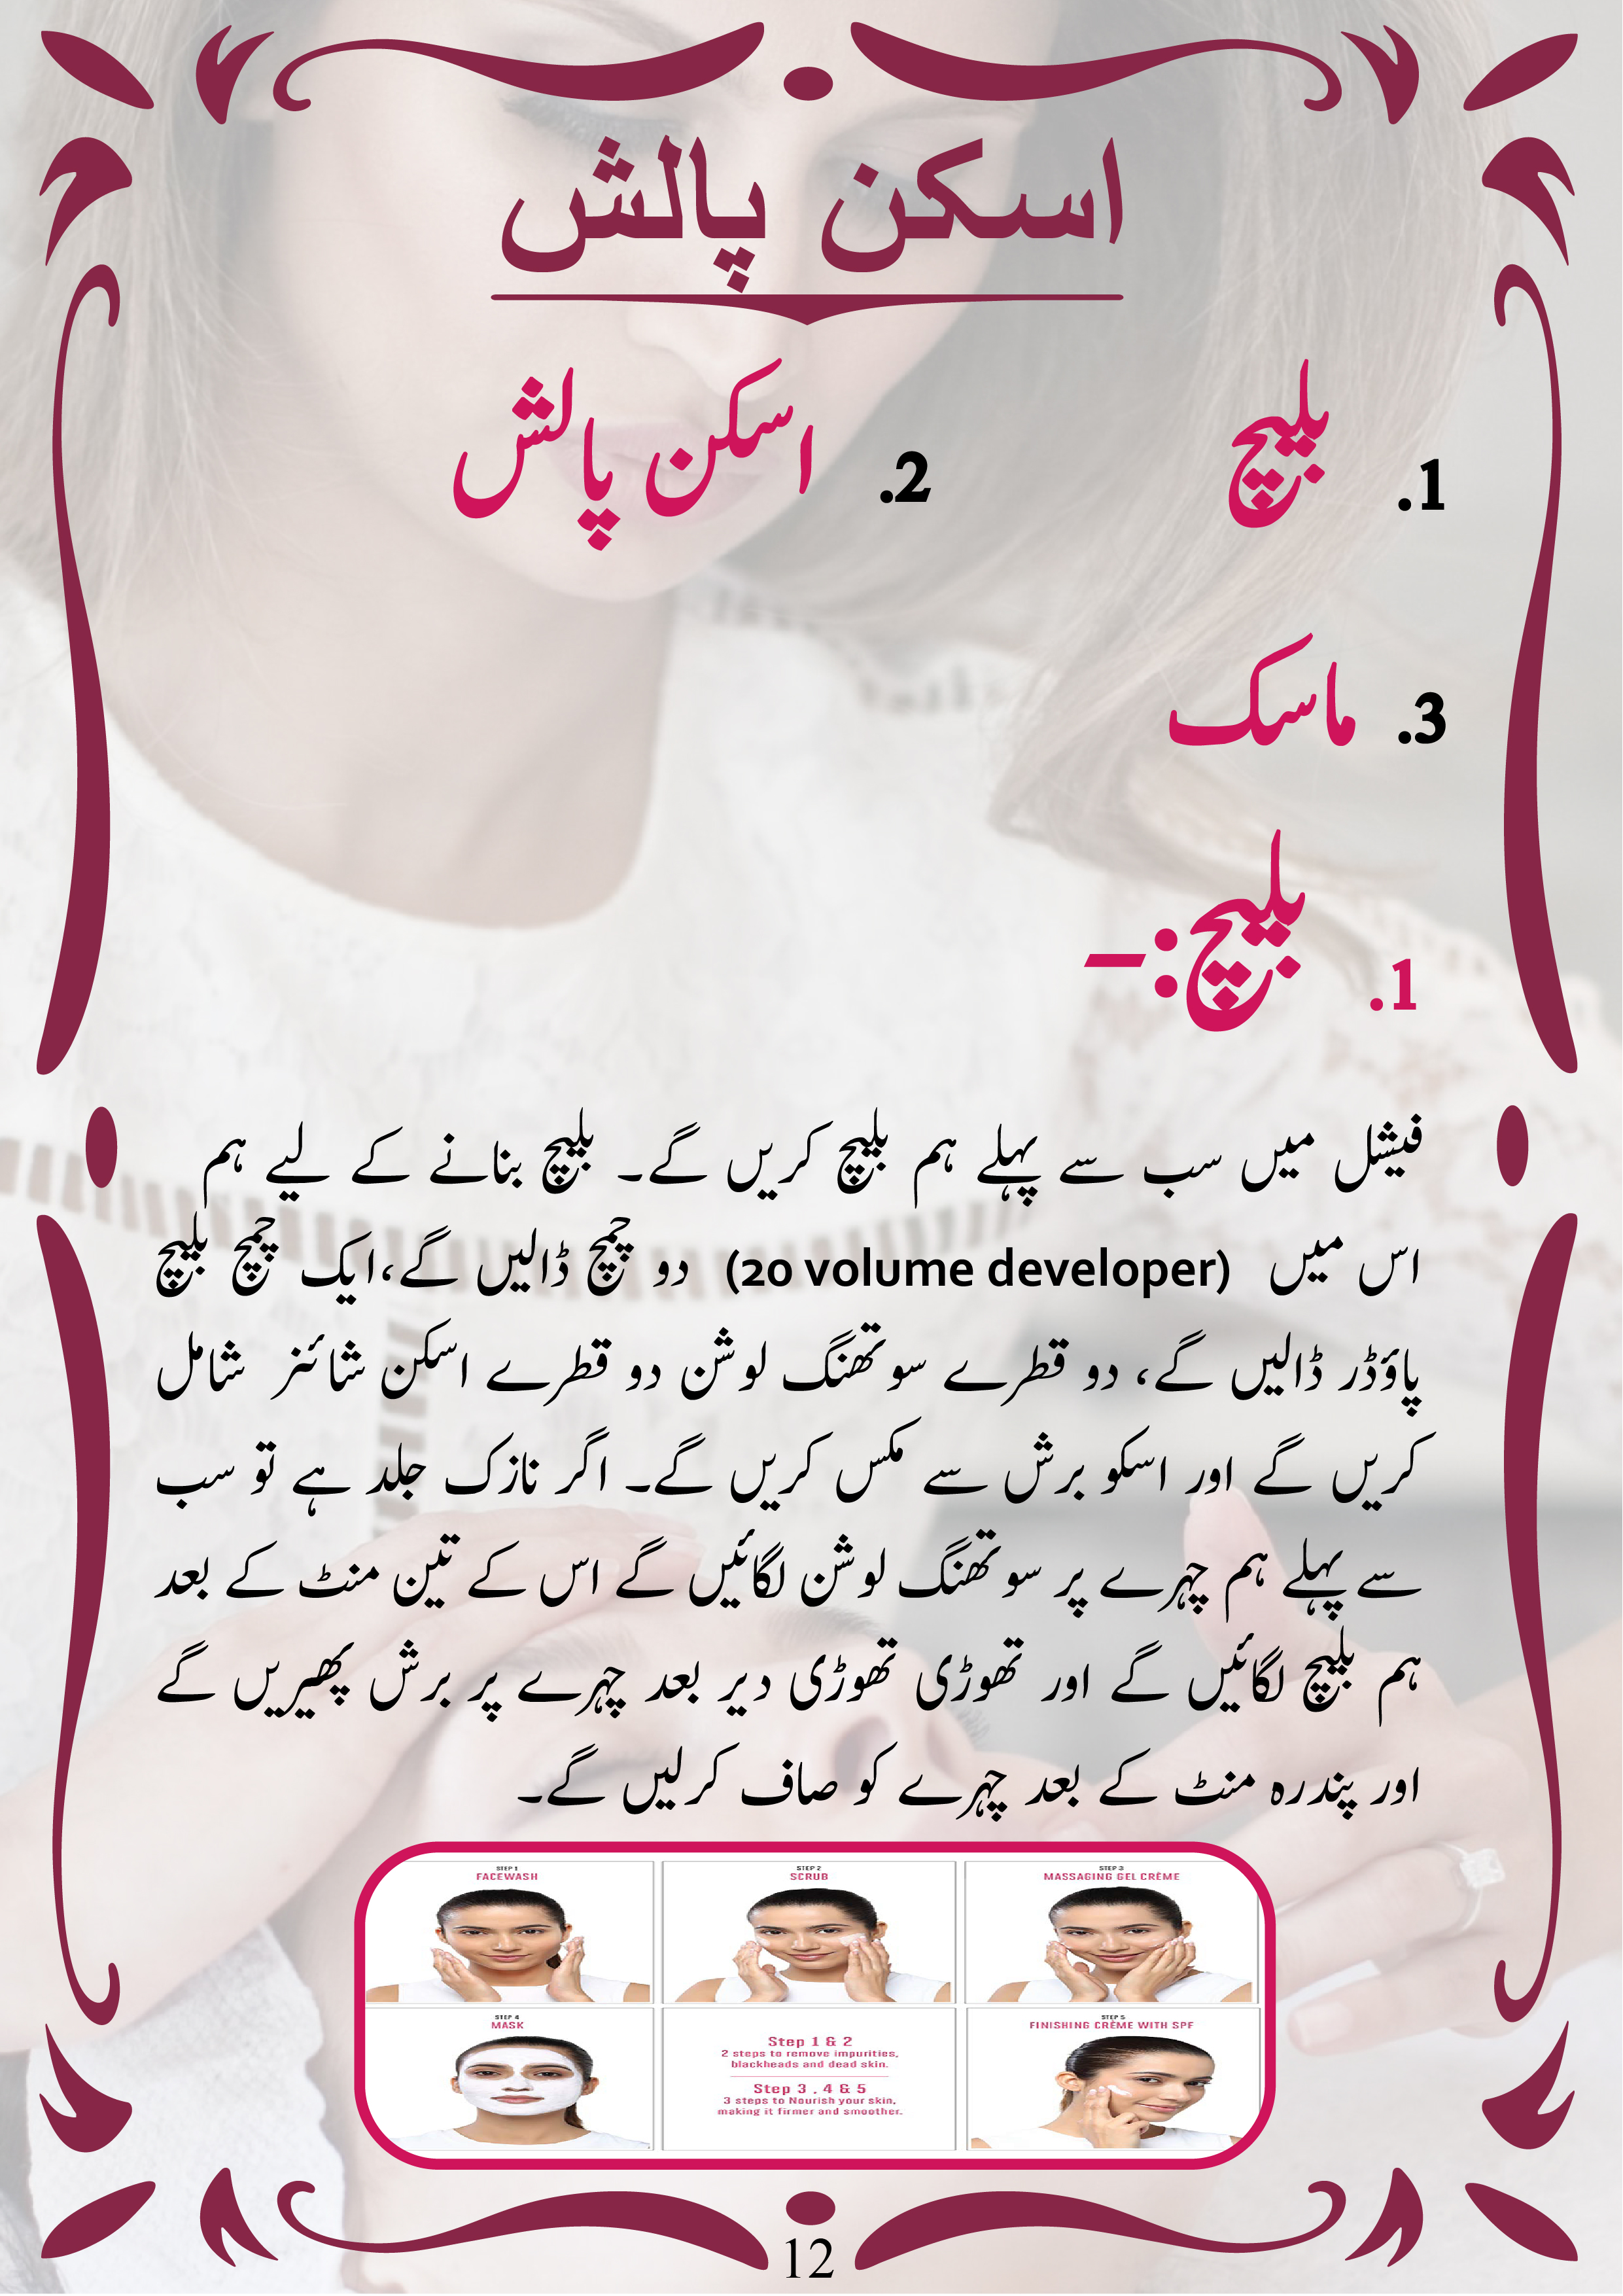 اسکن پالش
1. بلیچ
2. اسکن پالش
3. ماسک
1. بلیچ:-
فیشل میں سب سے پہلے ہم بلیچ کریں گے۔ بلیچ بنانے کے لیے ہم
اس میں (20 volume developer) دو چمچ ڈالیں گے،ایک چمچ بلیچ
پاؤڈر ڈالیں گے، دو قطرے سوتھنگ لوشن دو قطرے اسکن شائنر شامل
کریں گے اور اسکو برش سے مکس کریں گے۔ اگر نازک جلد ہے تو سب
سے پہلے ہم چہرے پر سوتھنگ لوشن لگائیں گے اس کے تین منٹ کے بعد
ہم بلیچ لگائیں گے اور تھوڑی تھوڑی دیر بعد چہرے پر برش پھیریں گے
اور پندرہ منٹ کے بعد چہرے کو صاف کرلیں گے۔
STEP 1
FACEWASH
STEP 2
SCRUB
STEP 3
MASSAGING GEL CRÈME
STEP 4
MASK
Step 1 & 2
2 steps to remove impurities,
blackheads and dead skin.
Step 3 , 4 & 5
3 steps to Nourish your skin,
making it firmer and smoother.
STEP 5
FINISHING CRÈME WITH SPF
12